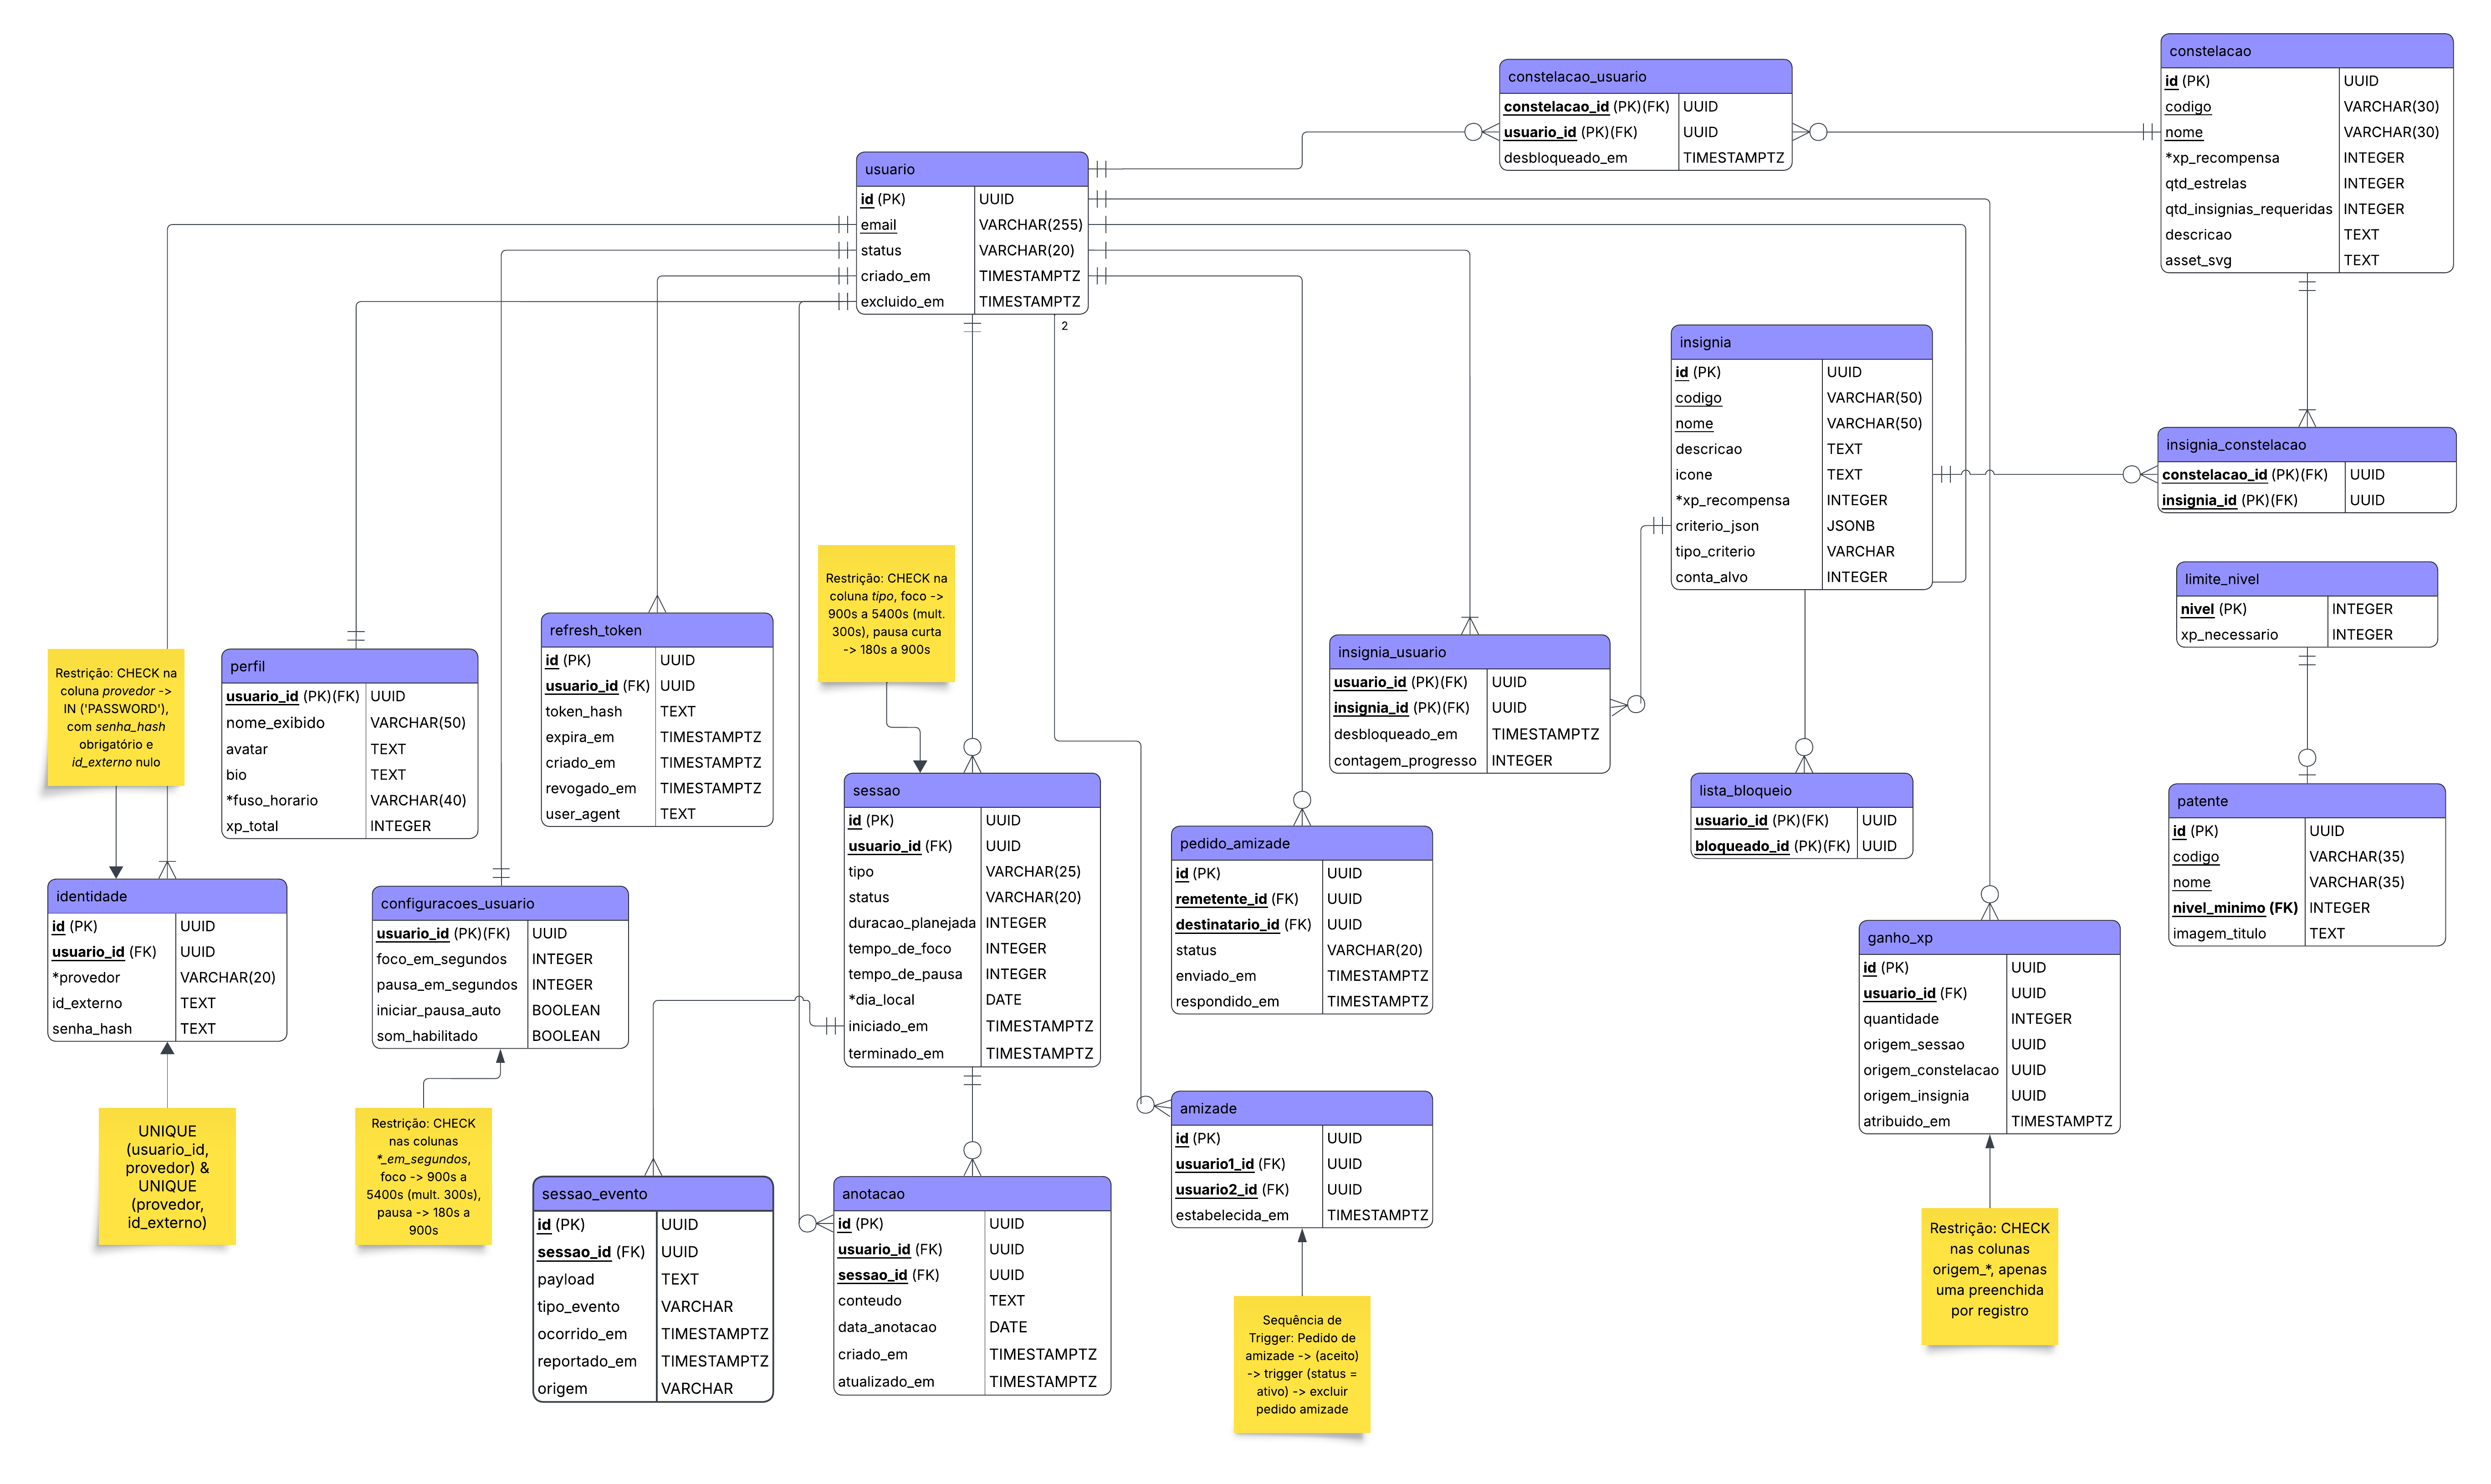 constelacao
id (PK) UUID
codigo VARCHAR(30)
nome VARCHAR(30)
*xp_recompensa INTEGER
qtd_estrelas INTEGER
qtd_insignias_requeridas INTEGER
descricao TEXT
asset_svg TEXT
constelacao_usuario
constelacao_id (PK)(FK) UUID
usuario_id (PK)(FK) UUID
desbloqueado_em TIMESTAMPTZ
usuario
id (PK) UUID
email VARCHAR(255)
status VARCHAR(20)
criado_em TIMESTAMPTZ
excluido_em TIMESTAMPTZ
2
insignia
id (PK) UUID
codigo VARCHAR(50)
nome VARCHAR(50)
descricao TEXT
icone TEXT
*xp_recompensa INTEGER
criterio_json JSONB
tipo_criterio VARCHAR
conta_alvo INTEGER
insignia_constelacao
constelacao_id (PK)(FK) UUID
insignia_id (PK)(FK) UUID
limite_nivel
nivel (PK) INTEGER
xp_necessario INTEGER
Restrição: CHECK na
coluna tipo, foco ->
900s a 5400s (mult.
300s), pausa curta
-> 180s a 900s
refresh_token
id (PK) UUID
usuario_id (FK) UUID
token_hash TEXT
expira_em TIMESTAMPTZ
criado_em TIMESTAMPTZ
revogado_em TIMESTAMPTZ
user_agent TEXT
insignia_usuario
usuario_id (PK)(FK) UUID
insignia_id (PK)(FK) UUID
desbloqueado_em TIMESTAMPTZ
contagem_progresso INTEGER
Restrição: CHECK na
coluna provedor ->
IN ('PASSWORD'),
com senha_hash
obrigatório e
id_externo nulo
perfil
usuario_id (PK)(FK) UUID
nome_exibido VARCHAR(50)
avatar TEXT
bio TEXT
*fuso_horario VARCHAR(40)
xp_total INTEGER
sessao
id (PK) UUID
usuario_id (FK) UUID
tipo VARCHAR(25)
status VARCHAR(20)
duracao_planejada INTEGER
tempo_de_foco INTEGER
tempo_de_pausa INTEGER
*dia_local DATE
iniciado_em TIMESTAMPTZ
terminado_em TIMESTAMPTZ
lista_bloqueio
usuario_id (PK)(FK) UUID
bloqueado_id (PK)(FK) UUID
patente
id (PK) UUID
codigo VARCHAR(35)
nome VARCHAR(35)
nivel_minimo (FK) INTEGER
imagem_titulo TEXT
pedido_amizade
id (PK) UUID
remetente_id (FK) UUID
destinatario_id (FK) UUID
status VARCHAR(20)
enviado_em TIMESTAMPTZ
respondido_em TIMESTAMPTZ
identidade
id (PK) UUID
usuario_id (FK) UUID
*provedor VARCHAR(20)
id_externo TEXT
senha_hash TEXT
configuracoes_usuario
usuario_id (PK)(FK) UUID
foco_em_segundos INTEGER
pausa_em_segundos INTEGER
iniciar_pausa_auto BOOLEAN
som_habilitado BOOLEAN
ganho_xp
id (PK) UUID
usuario_id (FK) UUID
quantidade INTEGER
origem_sessao UUID
origem_constelacao UUID
origem_insignia UUID
atribuido_em TIMESTAMPTZ
UNIQUE
(usuario_id,
provedor) &
UNIQUE
(provedor,
id_externo)
Restrição: CHECK
nas colunas
*_em_segundos,
foco -> 900s a
5400s (mult. 300s),
pausa -> 180s a
900s
amizade
id (PK) UUID
usuario1_id (FK) UUID
usuario2_id (FK) UUID
estabelecida_em TIMESTAMPTZ
sessao_evento
id (PK) UUID
sessao_id (FK) UUID
payload TEXT
tipo_evento VARCHAR
ocorrido_em TIMESTAMPTZ
reportado_em TIMESTAMPTZ
origem VARCHAR
anotacao
id (PK) UUID
usuario_id (FK) UUID
sessao_id (FK) UUID
conteudo TEXT
data_anotacao DATE
criado_em TIMESTAMPTZ
atualizado_em TIMESTAMPTZ
Restrição: CHECK
nas colunas
origem_*, apenas
uma preenchida
por registro
Sequência de
Trigger: Pedido de
amizade -> (aceito)
-> trigger (status =
ativo) -> excluir
pedido amizade